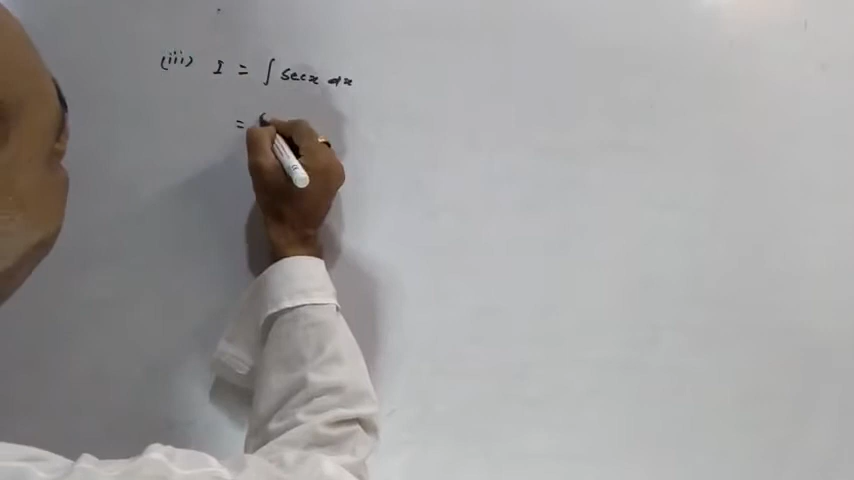 (iii) I = ∫ secx dx
=